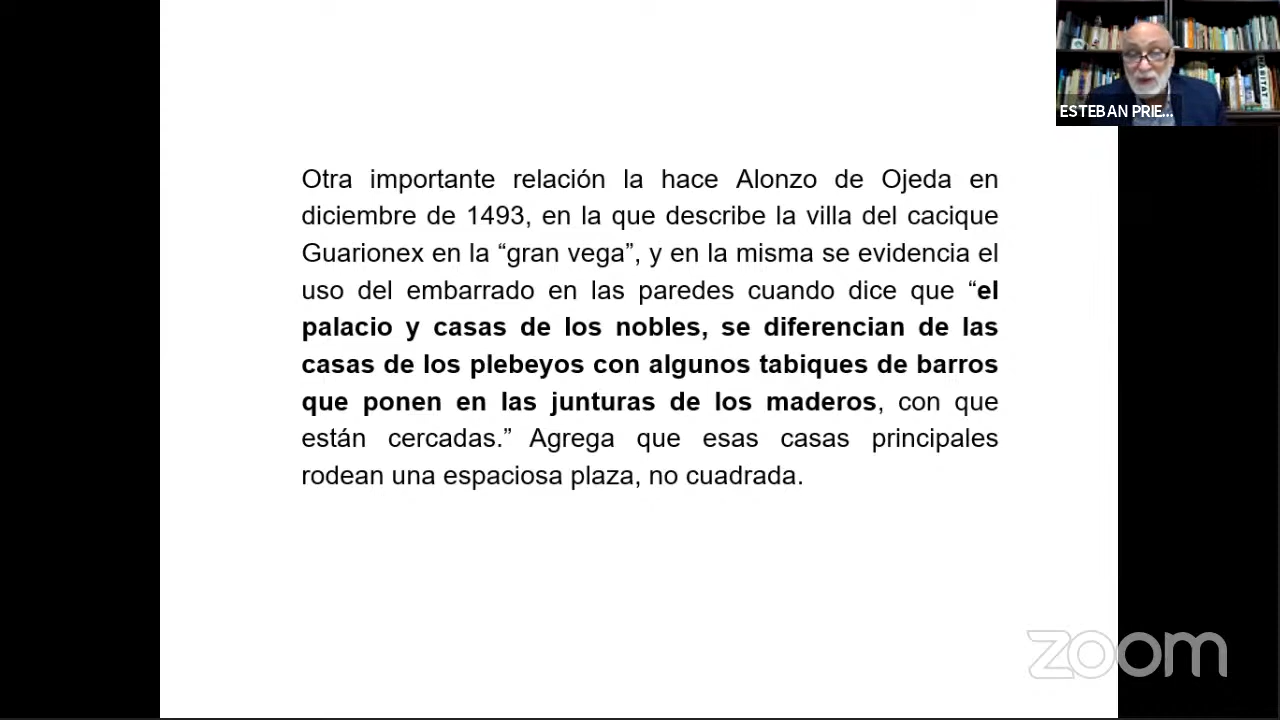 ESTEBAN PRIE...
Otra importante relación la hace Alonzo de Ojeda en
diciembre de 1493, en la que describe la villa del cacique
Guarionex en la “gran vega”, y en la misma se evidencia el
uso del embarrado en las paredes cuando dice que “el
palacio y casas de los nobles, se diferencian de las
casas de los plebeyos con algunos tabiques de barros
que ponen en las junturas de los maderos, con que
están cercadas.” Agrega que esas casas principales
rodean una espaciosa plaza, no cuadrada.
zoom